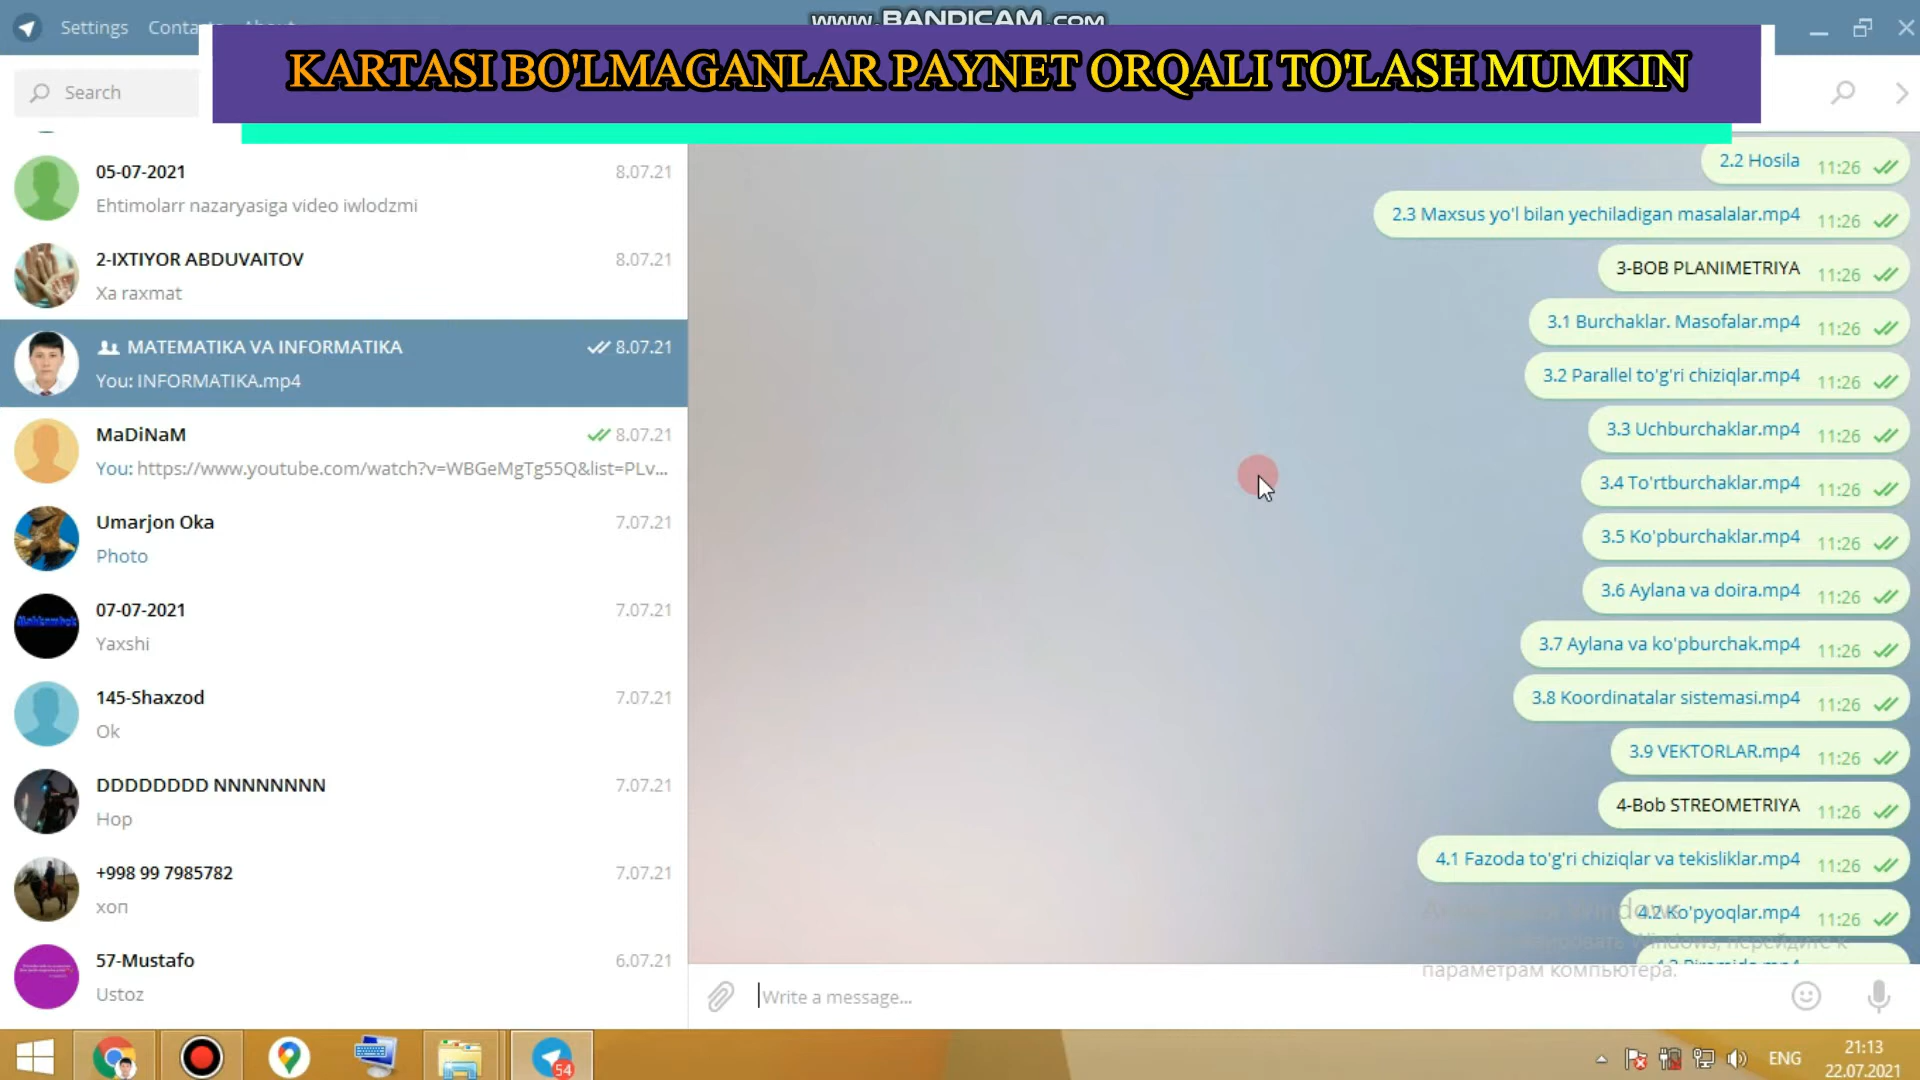 WWW.BANDICAM.COM
Settings
KARTASI BO'LMAGANLAR PAYNET ORQALI TO'LASH MUMKIN
Search
05-07-2021 8.07.21
Ehtimolarr nazaryasiga video iwlodzmi
2-IXTIYOR ABDUVAITOV 8.07.21
Xa raxmat
MATEMATIKA VA INFORMATIKA 8.07.21
You: INFORMATIKA.mp4
MaDiNaM 8.07.21
You: https://www.youtube.com/watch?v=WBGeMgTg55Q&list=PLv...
Umarjon Oka 7.07.21
Photo
07-07-2021 7.07.21
Yaxshi
145-Shaxzod 7.07.21
Ok
DDDDDDDD NNNNNNNN 7.07.21
Hop
+998 99 7985782 7.07.21
хоп
57-Mustafo 6.07.21
Ustoz
2.2 Hosila 11:26
2.3 Maxsus yo'l bilan yechiladigan masalalar.mp4 11:26
3-BOB PLANIMETRIYA 11:26
3.1 Burchaklar. Masofalar.mp4 11:26
3.2 Parallel to'g'ri chiziqlar.mp4 11:26
3.3 Uchburchaklar.mp4 11:26
3.4 To'rtburchaklar.mp4 11:26
3.5 Ko'pburchaklar.mp4 11:26
3.6 Aylana va doira.mp4 11:26
3.7 Aylana va ko'pburchak.mp4 11:26
3.8 Koordinatalar sistemasi.mp4 11:26
3.9 VEKTORLAR.mp4 11:26
4-Bob STREOMETRIYA 11:26
4.1 Fazoda to'g'ri chiziqlar va tekisliklar.mp4 11:26
4.2 Ko'pyoqlar.mp4 11:26
Windows, перейдите к
параметрам компьютера.
Write a message...
54
ENG
21:13
22.07.2021